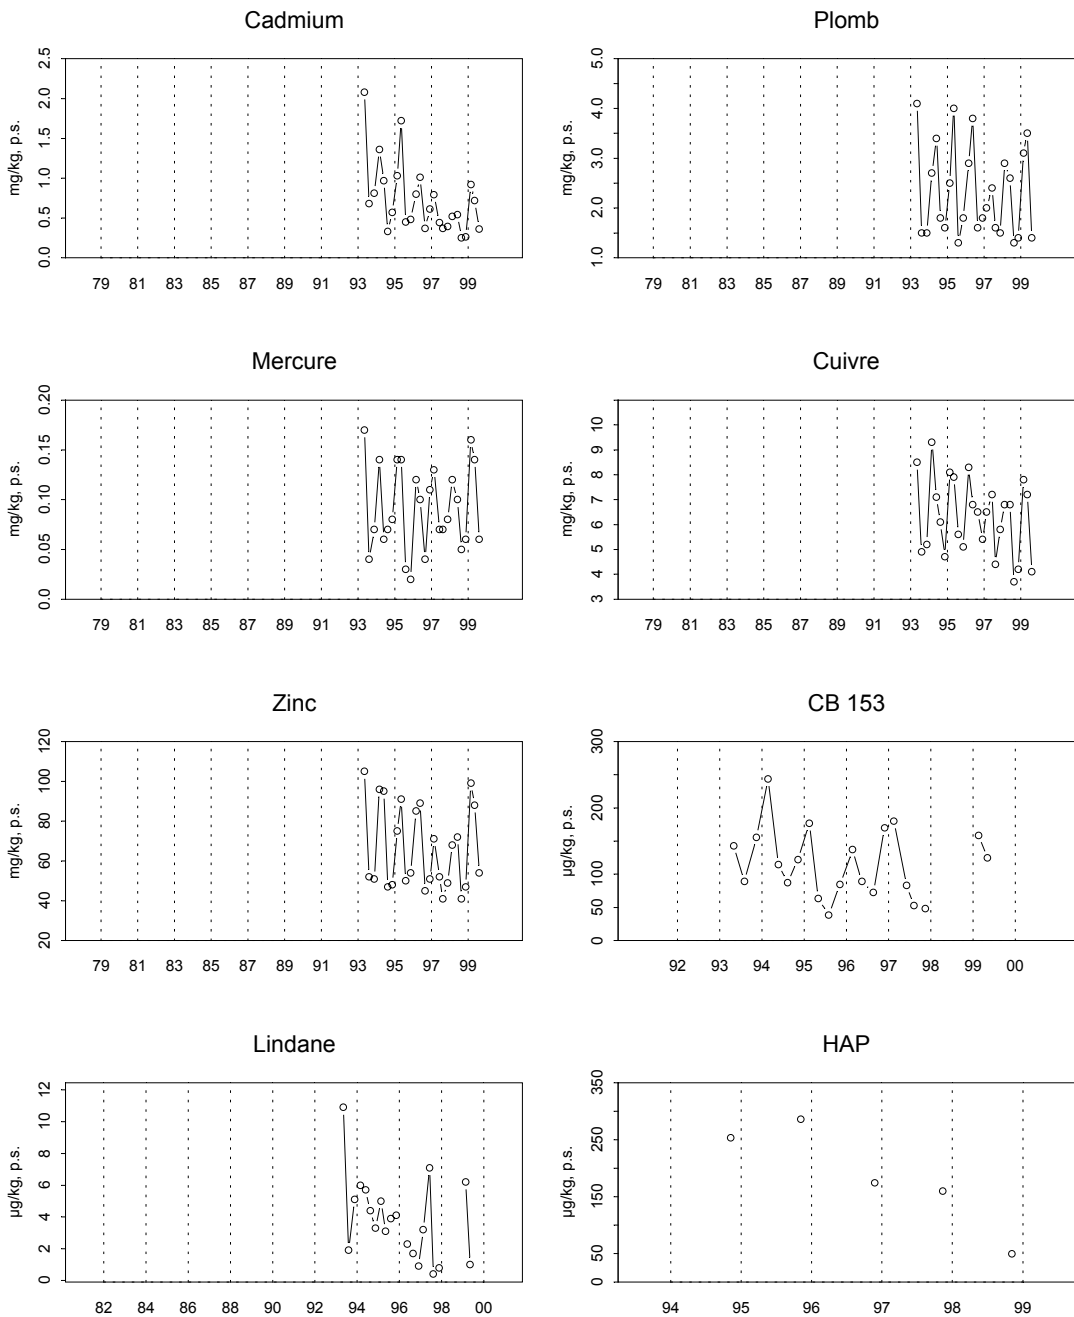 Cadmium
mg/kg, p.s.
0.0 0.5 1.0 1.5 2.0 2.5
79 81 83 85 87 89 91 93 95 97 99
Plomb
mg/kg, p.s.
1.0 2.0 3.0 4.0 5.0
79 81 83 85 87 89 91 93 95 97 99
Mercure
mg/kg, p.s.
0.0 0.05 0.10 0.15 0.20
79 81 83 85 87 89 91 93 95 97 99
Cuivre
mg/kg, p.s.
3 4 5 6 7 8 9 10
79 81 83 85 87 89 91 93 95 97 99
Zinc
mg/kg, p.s.
20 40 60 80 100 120
79 81 83 85 87 89 91 93 95 97 99
CB 153
µg/kg, p.s.
0 50 100 200 300
92 93 94 95 96 97 98 99 00
Lindane
µg/kg, p.s.
0 2 4 6 8 10 12
82 84 86 88 90 92 94 96 98 00
HAP
µg/kg, p.s.
0 50 150 250 350
94 95 96 97 98 99